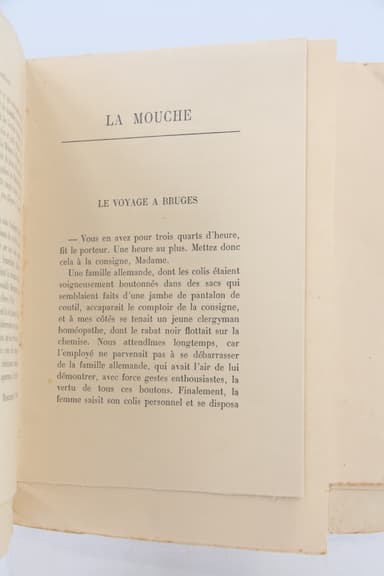 LA MOUCHE
LE VOYAGE A BRUGES
— Vous en avez pour trois quarts d'heure,
fit le porteur. Une heure au plus. Mettez donc
cela à la consigne, Madame.
Une famille allemande, dont les colis étaient
soigneusement boutonnés dans des sacs qui
semblaient faits d'une jambe de pantalon de
coutil, accaparait le comptoir de la consigne,
et à mes côtés se tenait un jeune clergyman
homéopathe, dont le rabat noir flottait sur la
chemise. Nous attendîmes longtemps, car
l'employé ne parvenait pas à se débarrasser
de la famille allemande, qui avait l'air de lui
démontrer, avec force gestes enthousiastes, la
vertu de tous ces boutons. Finalement, la
femme saisit son colis personnel et se disposa